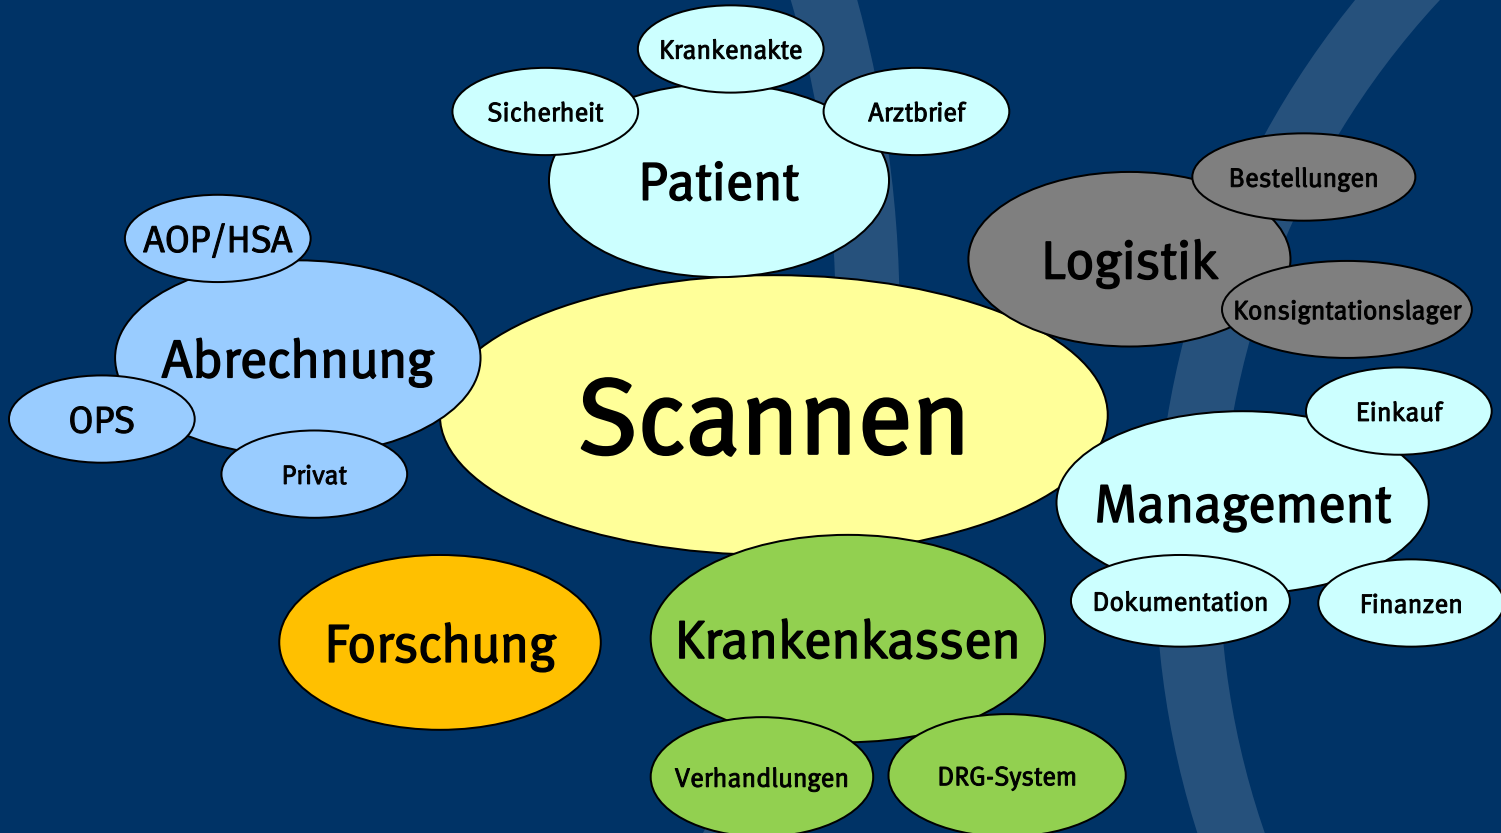 Krankenakte
Sicherheit
Arztbrief
Patient
Bestellungen
Logistik
Konsigntationslager
AOP/HSA
Abrechnung
OPS
Privat
Scannen
Einkauf
Management
Dokumentation
Finanzen
Forschung
Krankenkassen
Verhandlungen
DRG-System